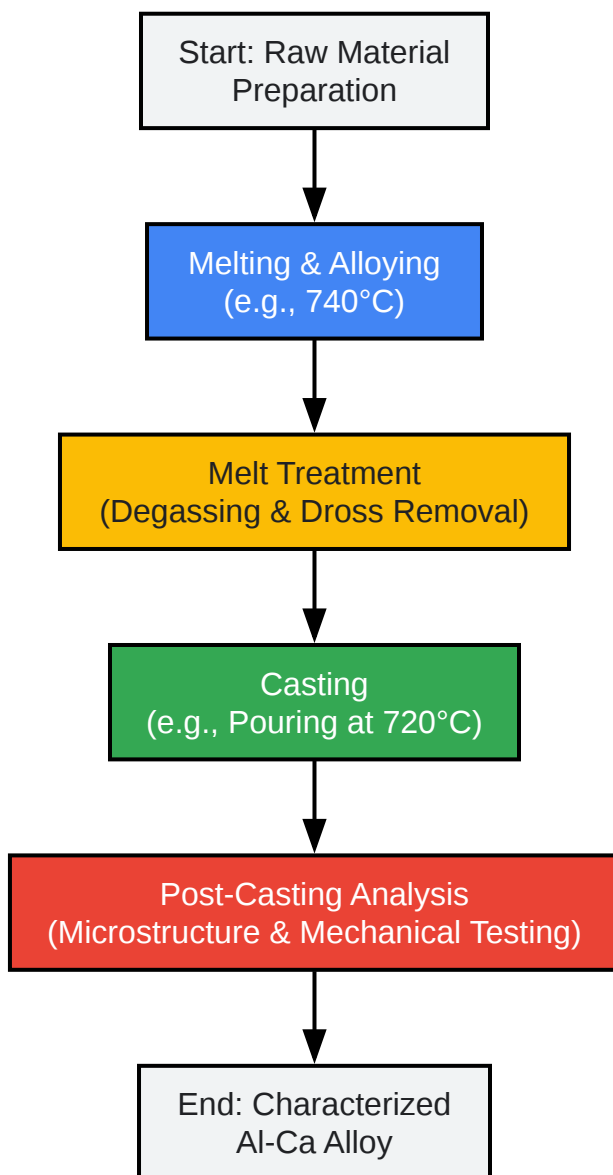 Start: Raw Material
Preparation
Melting & Alloying
(e.g., 740°C)
Melt Treatment
(Degassing & Dross Removal)
Casting
(e.g., Pouring at 720°C)
Post-Casting Analysis
(Microstructure & Mechanical Testing)
End: Characterized
Al-Ca Alloy